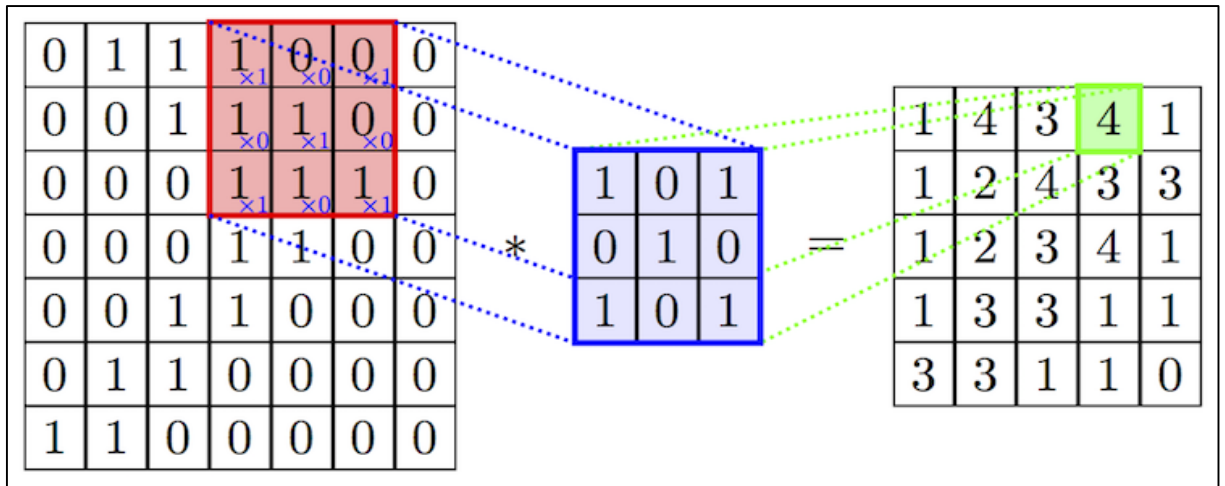 0 1 1 1 0 0 0
×1 ×0 ×1
0 0 1 1 1 0 0
×0 ×1 ×0
0 0 0 1 1 1 0
×1 ×0 ×1
0 0 0 1 1 0 0
0 0 1 1 0 0 0
0 1 1 0 0 0 0
1 1 0 0 0 0 0
*
1 0 1
0 1 0
1 0 1
=
1 4 3 4 1
1 2 4 3 3
1 2 3 4 1
1 3 3 1 1
3 3 1 1 0